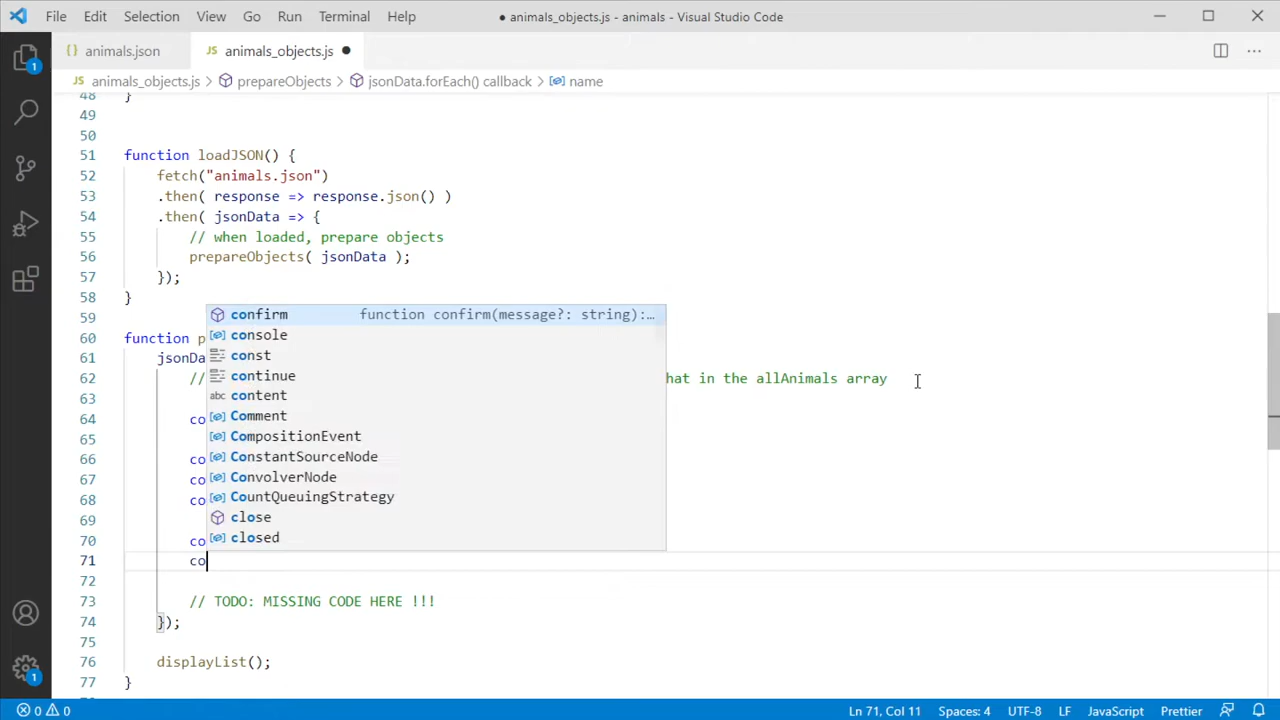 File Edit Selection View Go Run Terminal Help
● animals_objects.js - animals - Visual Studio Code
{} animals.json JS animals_objects.js ●
JS animals_objects.js > prepareObjects > jsonData.forEach() callback > name
48 }
49
50
51 function loadJSON() {
52 fetch("animals.json")
53 .then( response => response.json() )
54 .then( jsonData => {
55 // when loaded, prepare objects
56 prepareObjects( jsonData );
57 });
58 }
59
60 function p
61 jsonDa
62 // hat in the allAnimals array
63
64 co
65
66 co
67 co
68 co
69
70 co
71 co
72
73 // TODO: MISSING CODE HERE !!!
74 });
75
76 displayList();
77 }
confirm function confirm(message?: string):…
console
const
continue
abc content
Comment
CompositionEvent
ConstantSourceNode
ConvolverNode
CountQueuingStrategy
close
closed
1
1
0 0 Ln 71, Col 11 Spaces: 4 UTF-8 LF JavaScript Prettier